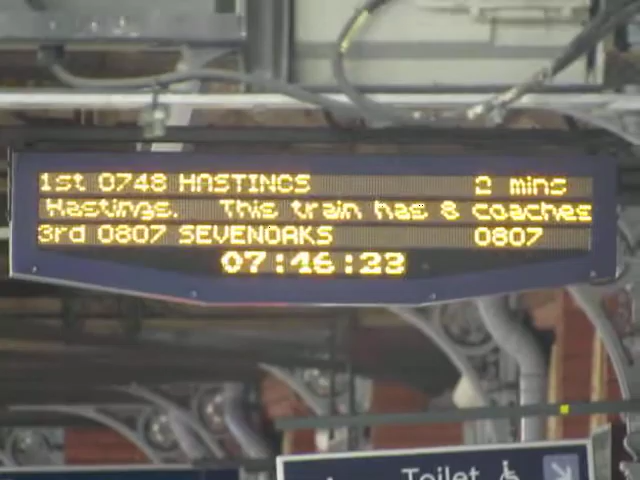 1st 0748 HASTINGS 2 mins
Hastings. This train has 8 coaches
3rd 0807 SEVENOAKS 0807
07:46:23
Toilet